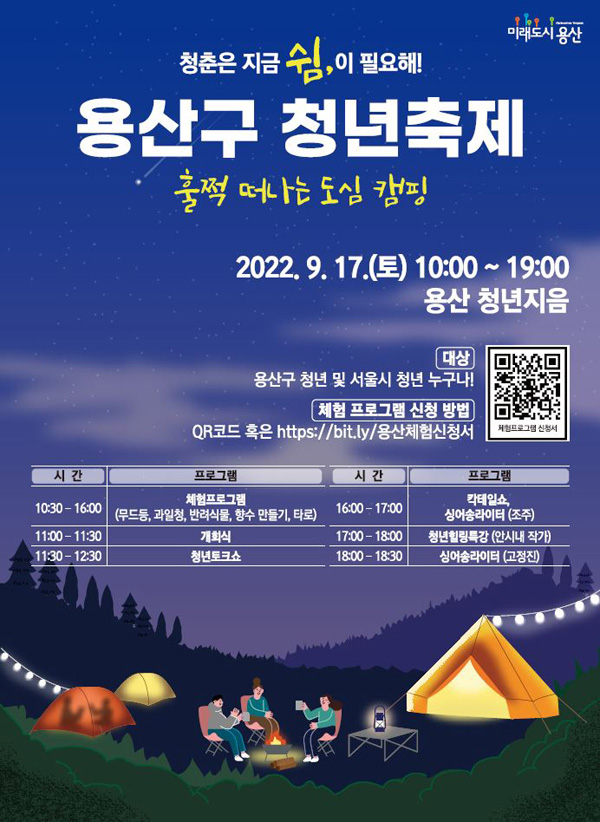 미래도시 용산
청춘은 지금 쉼,이 필요해!
용산구 청년축제
훌쩍 떠나는 도심 캠핑
2022. 9. 17.(토) 10:00 ~ 19:00
용산 청년지음
대상
용산구 청년 및 서울시 청년 누구나!
체험 프로그램 신청 방법
QR코드 혹은 https://bit.ly/용산체험신청서
체험프로그램 신청서
시 간 프로그램
10:30 – 16:00 체험프로그램
(무드등, 과일청, 반려식물, 향수 만들기, 타로)
11:00 – 11:30 개회식
11:30 – 12:30 청년토크쇼
시 간 프로그램
16:00 – 17:00 칵테일쇼,
싱어송라이터 (조주)
17:00 – 18:00 청년힐링특강 (안시내 작가)
18:00 – 18:30 싱어송라이터 (고정진)